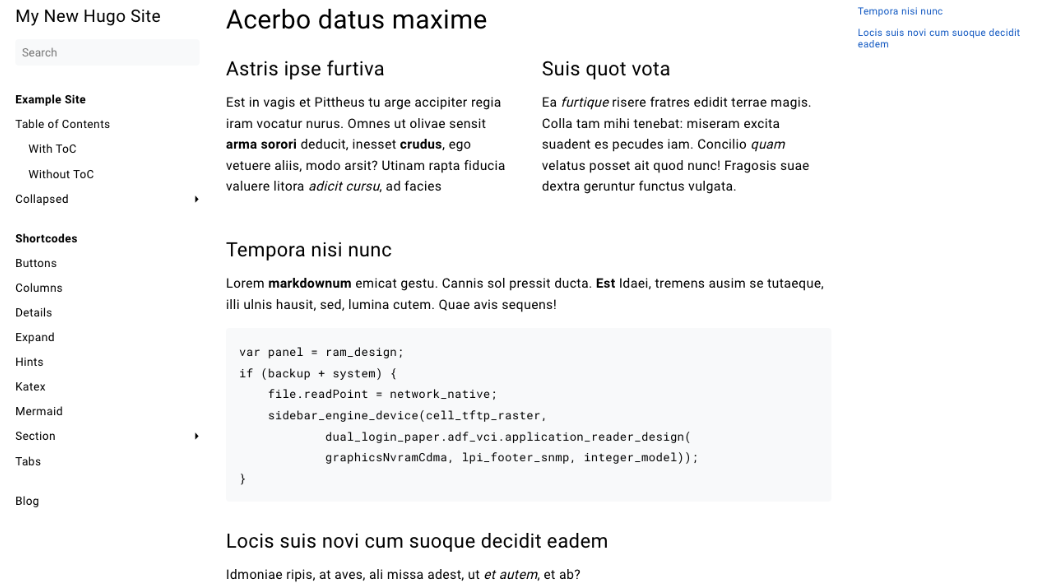 My New Hugo Site
Search
Example Site
Table of Contents
With ToC
Without ToC
Collapsed
Shortcodes
Buttons
Columns
Details
Expand
Hints
Katex
Mermaid
Section
Tabs
Blog
Acerbo datus maxime
Astris ipse furtiva
Est in vagis et Pittheus tu arge accipiter regia
iram vocatur nurus. Omnes ut olivae sensit
arma sorori deducit, inesset crudus, ego
vetuere aliis, modo arsit? Utinam rapta fiducia
valuere litora adicit cursu, ad facies
Suis quot vota
Ea furtique risere fratres edidit terrae magis.
Colla tam mihi tenebat: miseram excita
suadent es pecudes iam. Concilio quam
velatus posset ait quod nunc! Fragosis suae
dextra geruntur functus vulgata.
Tempora nisi nunc
Lorem markdownum emicat gestu. Cannis sol pressit ducta. Est Idaei, tremens ausim se tutaeque,
illi ulnis hausit, sed, lumina cutem. Quae avis sequens!
var panel = ram_design;
if (backup + system) {
    file.readPoint = network_native;
    sidebar_engine_device(cell_tftp_raster,
            dual_login_paper.adf_vci.application_reader_design(
            graphicsNvramCdma, lpi_footer_snmp, integer_model));
}
Locis suis novi cum suoque decidit eadem
Idmoniae ripis, at aves, ali missa adest, ut et autem, et ab?
Tempora nisi nunc
Locis suis novi cum suoque decidit
eadem